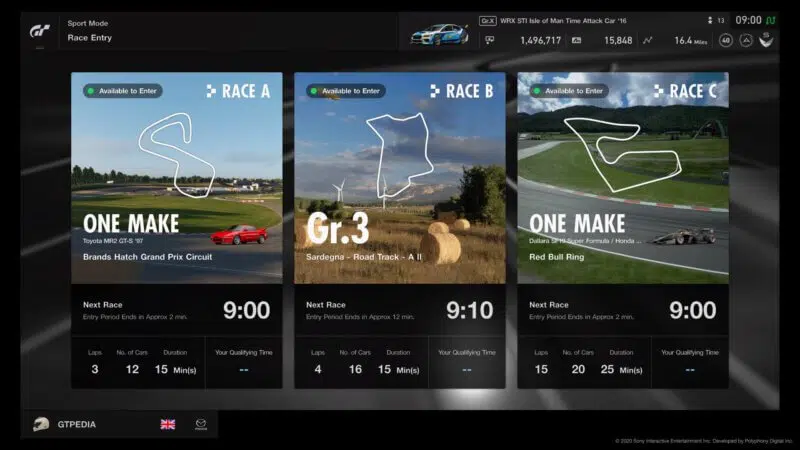 Sport Mode
Race Entry
Gr.X WRX STI Isle of Man Time Attack Car '16
13
09:00
1,496,717
15,848
16.4 Miles
40
S
Available to Enter
RACE A
ONE MAKE
Toyota MR2 GT-S '97
Brands Hatch Grand Prix Circuit
Next Race
Entry Period Ends in Approx 2 min.
9:00
Laps No. of Cars Duration Your Qualifying Time
3 12 15 Min(s) --
Available to Enter
RACE B
Gr.3
Sardegna - Road Track - A II
Next Race
Entry Period Ends in Approx 12 min.
9:10
Laps No. of Cars Duration Your Qualifying Time
4 16 15 Min(s) --
Available to Enter
RACE C
ONE MAKE
Dallara SF19 Super Formula / Honda ...
Red Bull Ring
Next Race
Entry Period Ends in Approx 2 min.
9:00
Laps No. of Cars Duration Your Qualifying Time
15 20 25 Min(s) --
GTPEDIA
© 2020 Sony Interactive Entertainment Inc. Developed by Polyphony Digital Inc.